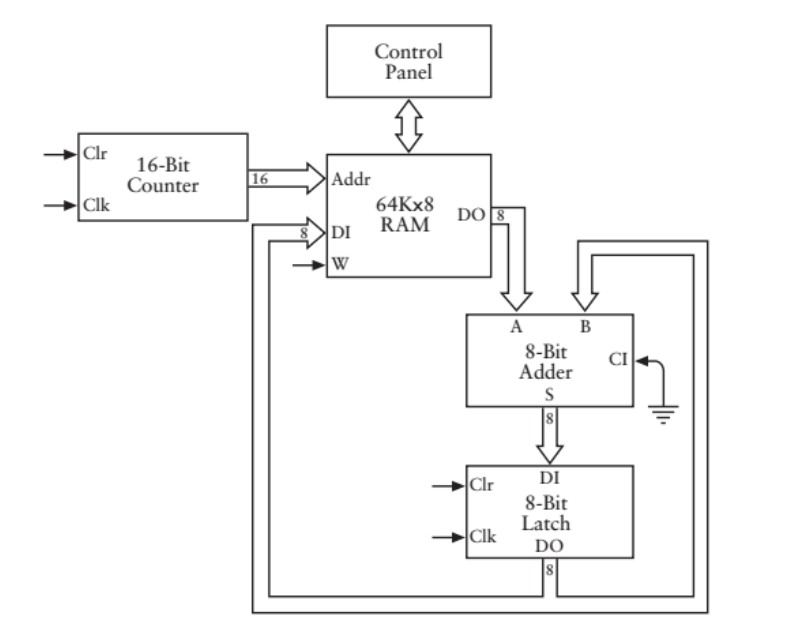 Control
Panel
Clr
16-Bit
Counter
Clk
16
Addr
64Kx8
RAM
DO
8
8
DI
W
A
B
8-Bit
Adder
CI
S
8
DI
Clr
8-Bit
Latch
Clk
DO
8